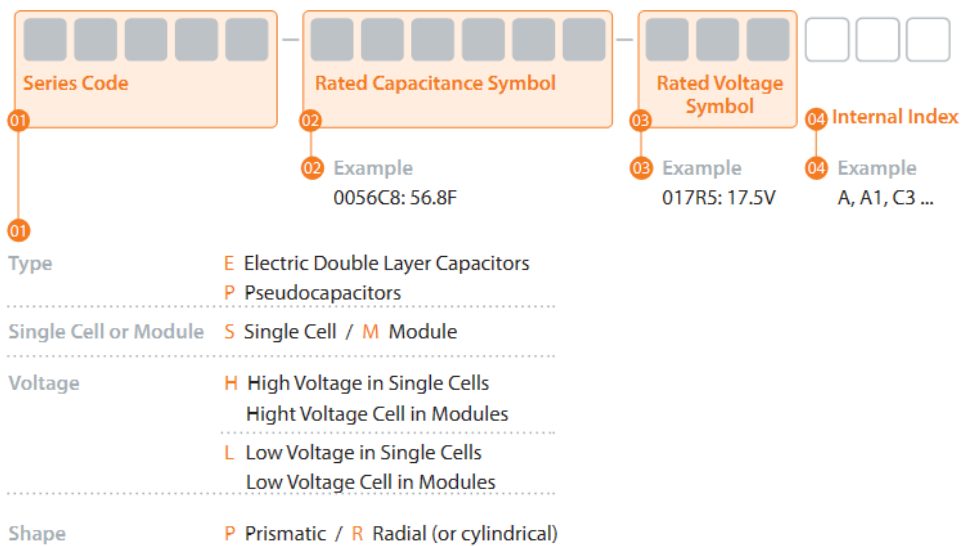 Series Code
Rated Capacitance Symbol
Rated Voltage
Symbol
01
02
03
04 Internal Index
02 Example
03 Example
04 Example
0056C8: 56.8F
017R5: 17.5V
A, A1, C3 ...
01
Type
E Electric Double Layer Capacitors
P Pseudocapacitors
Single Cell or Module
S Single Cell / M Module
Voltage
H High Voltage in Single Cells
Hight Voltage Cell in Modules
L Low Voltage in Single Cells
Low Voltage Cell in Modules
Shape
P Prismatic / R Radial (or cylindrical)